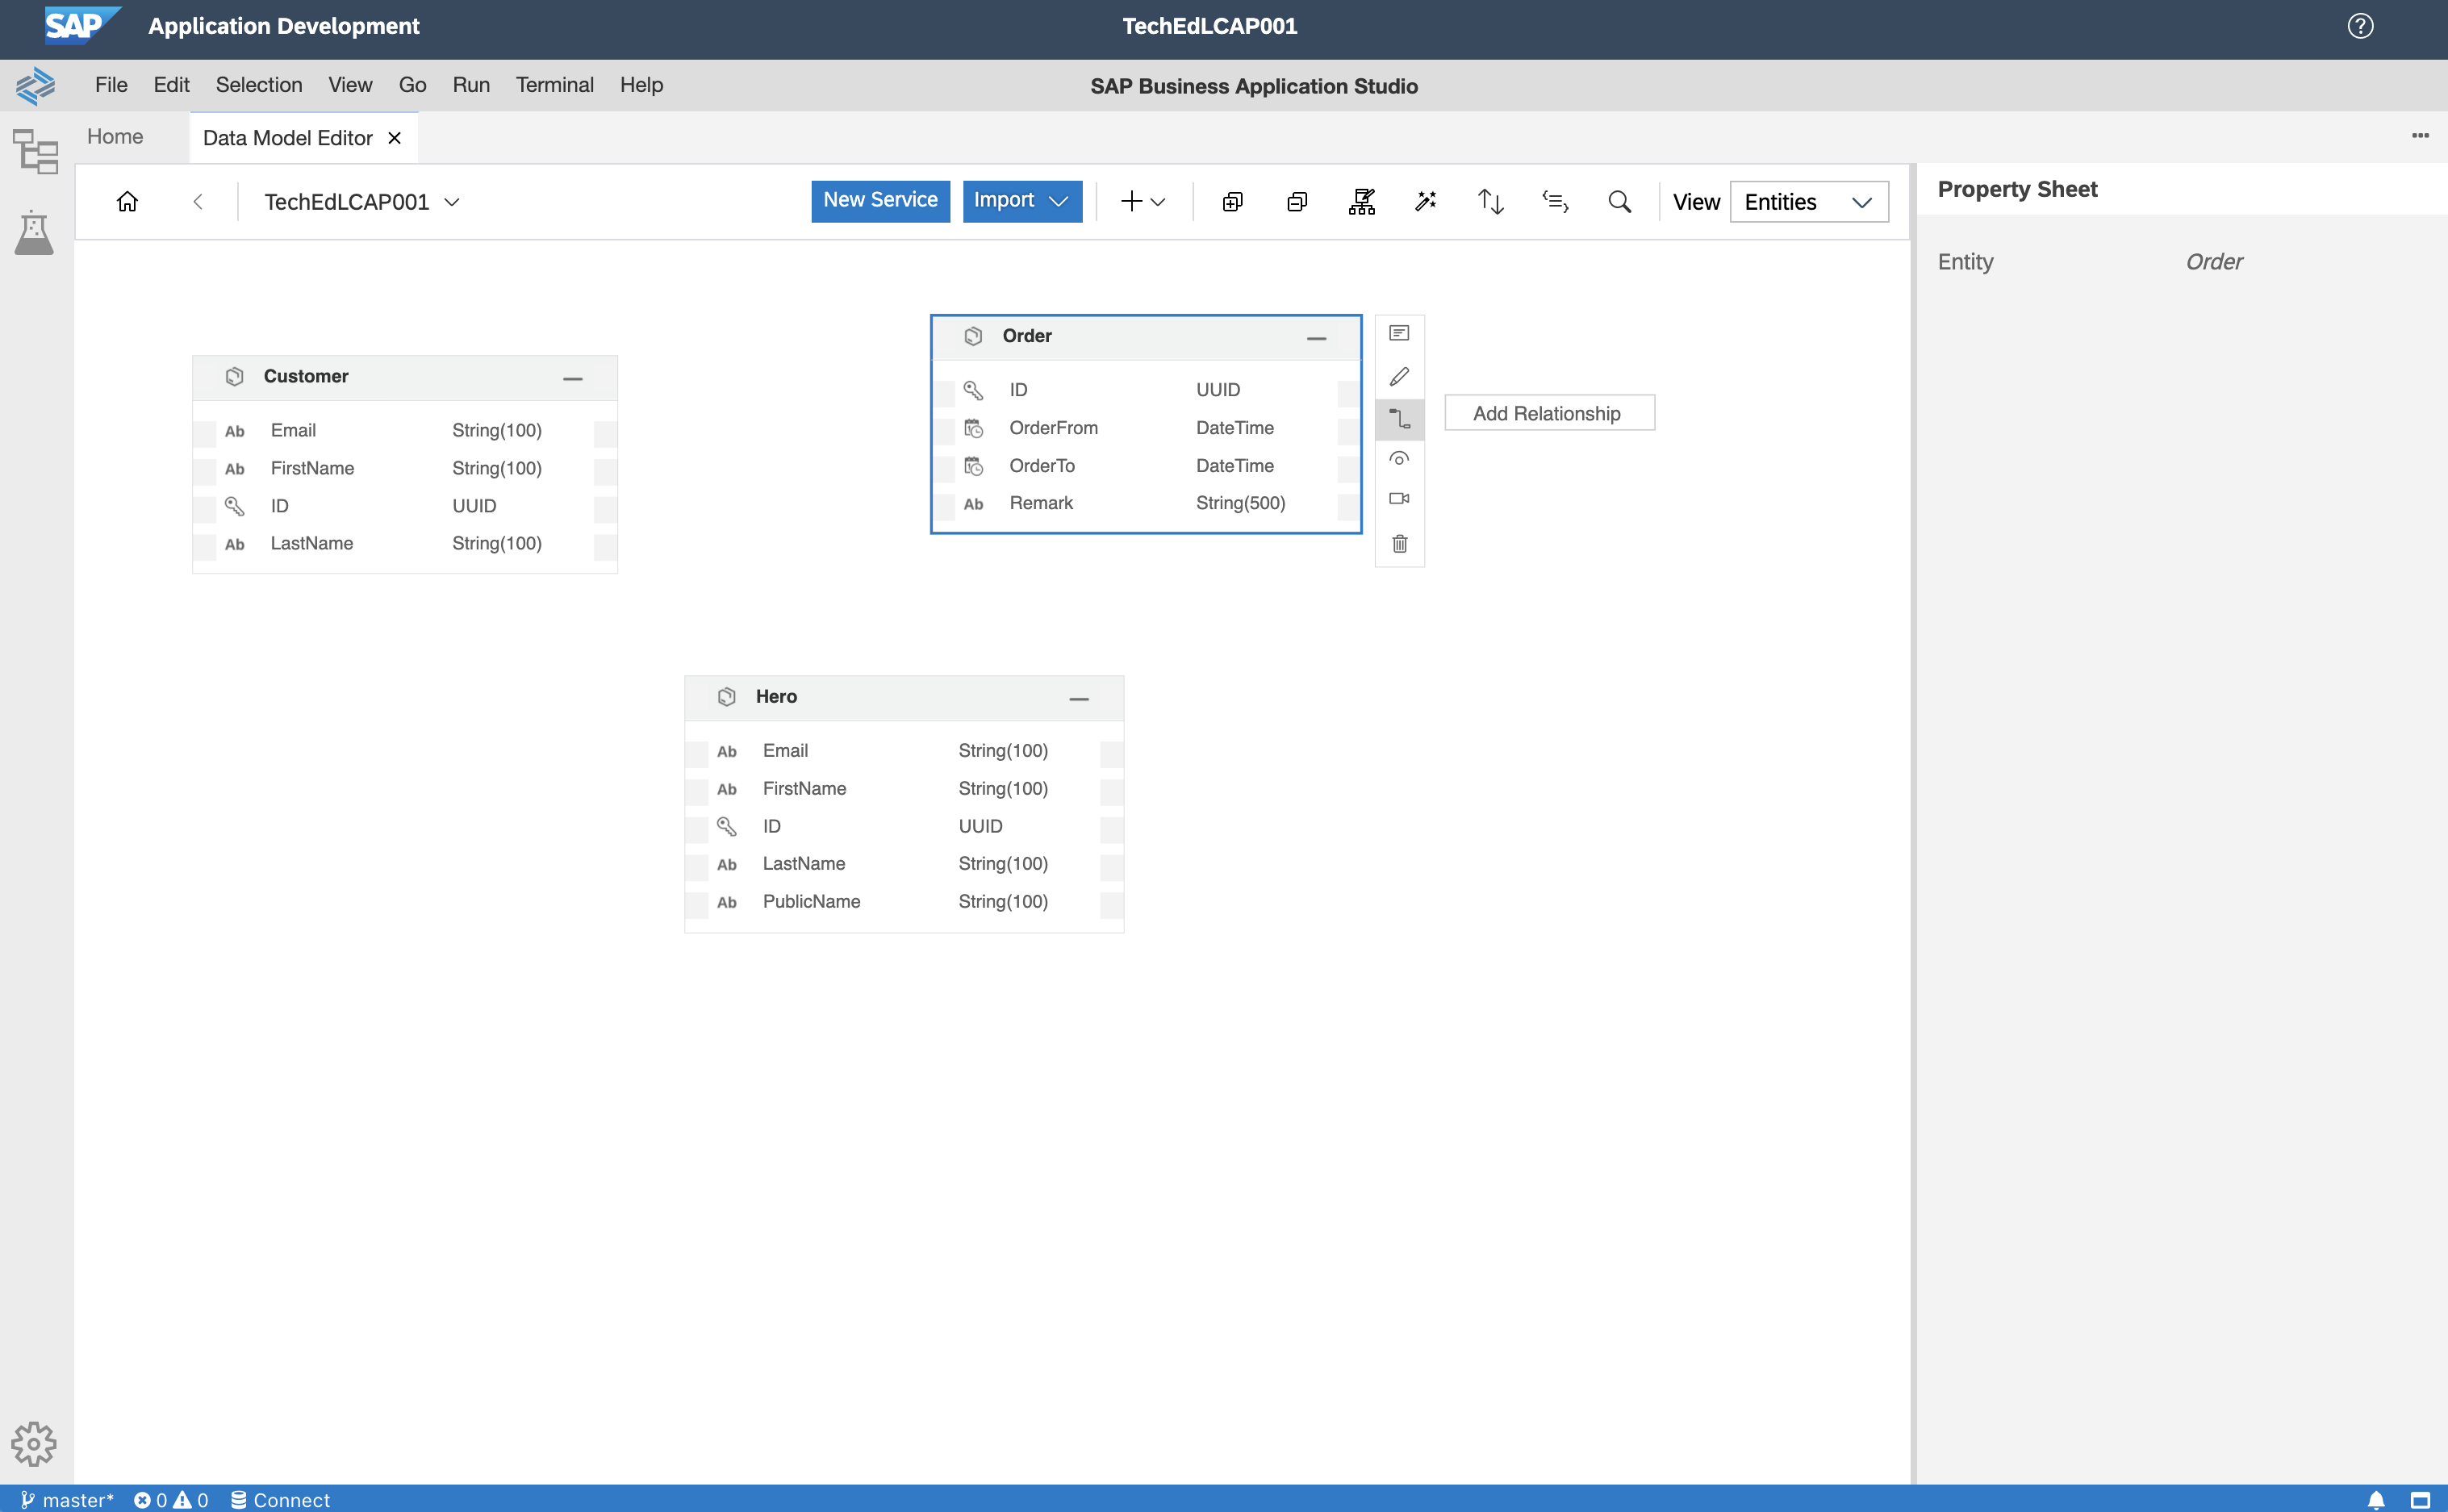 SAP Application Development TechEdLCAP001
File Edit Selection View Go Run Terminal Help SAP Business Application Studio
Home Data Model Editor
TechEdLCAP001 New Service Import View Entities
Property Sheet
Entity Order
Order
ID UUID
OrderFrom DateTime
OrderTo DateTime
Ab Remark String(500)
Add Relationship
Customer
Ab Email String(100)
Ab FirstName String(100)
ID UUID
Ab LastName String(100)
Hero
Ab Email String(100)
Ab FirstName String(100)
ID UUID
Ab LastName String(100)
Ab PublicName String(100)
master* 0 0 Connect